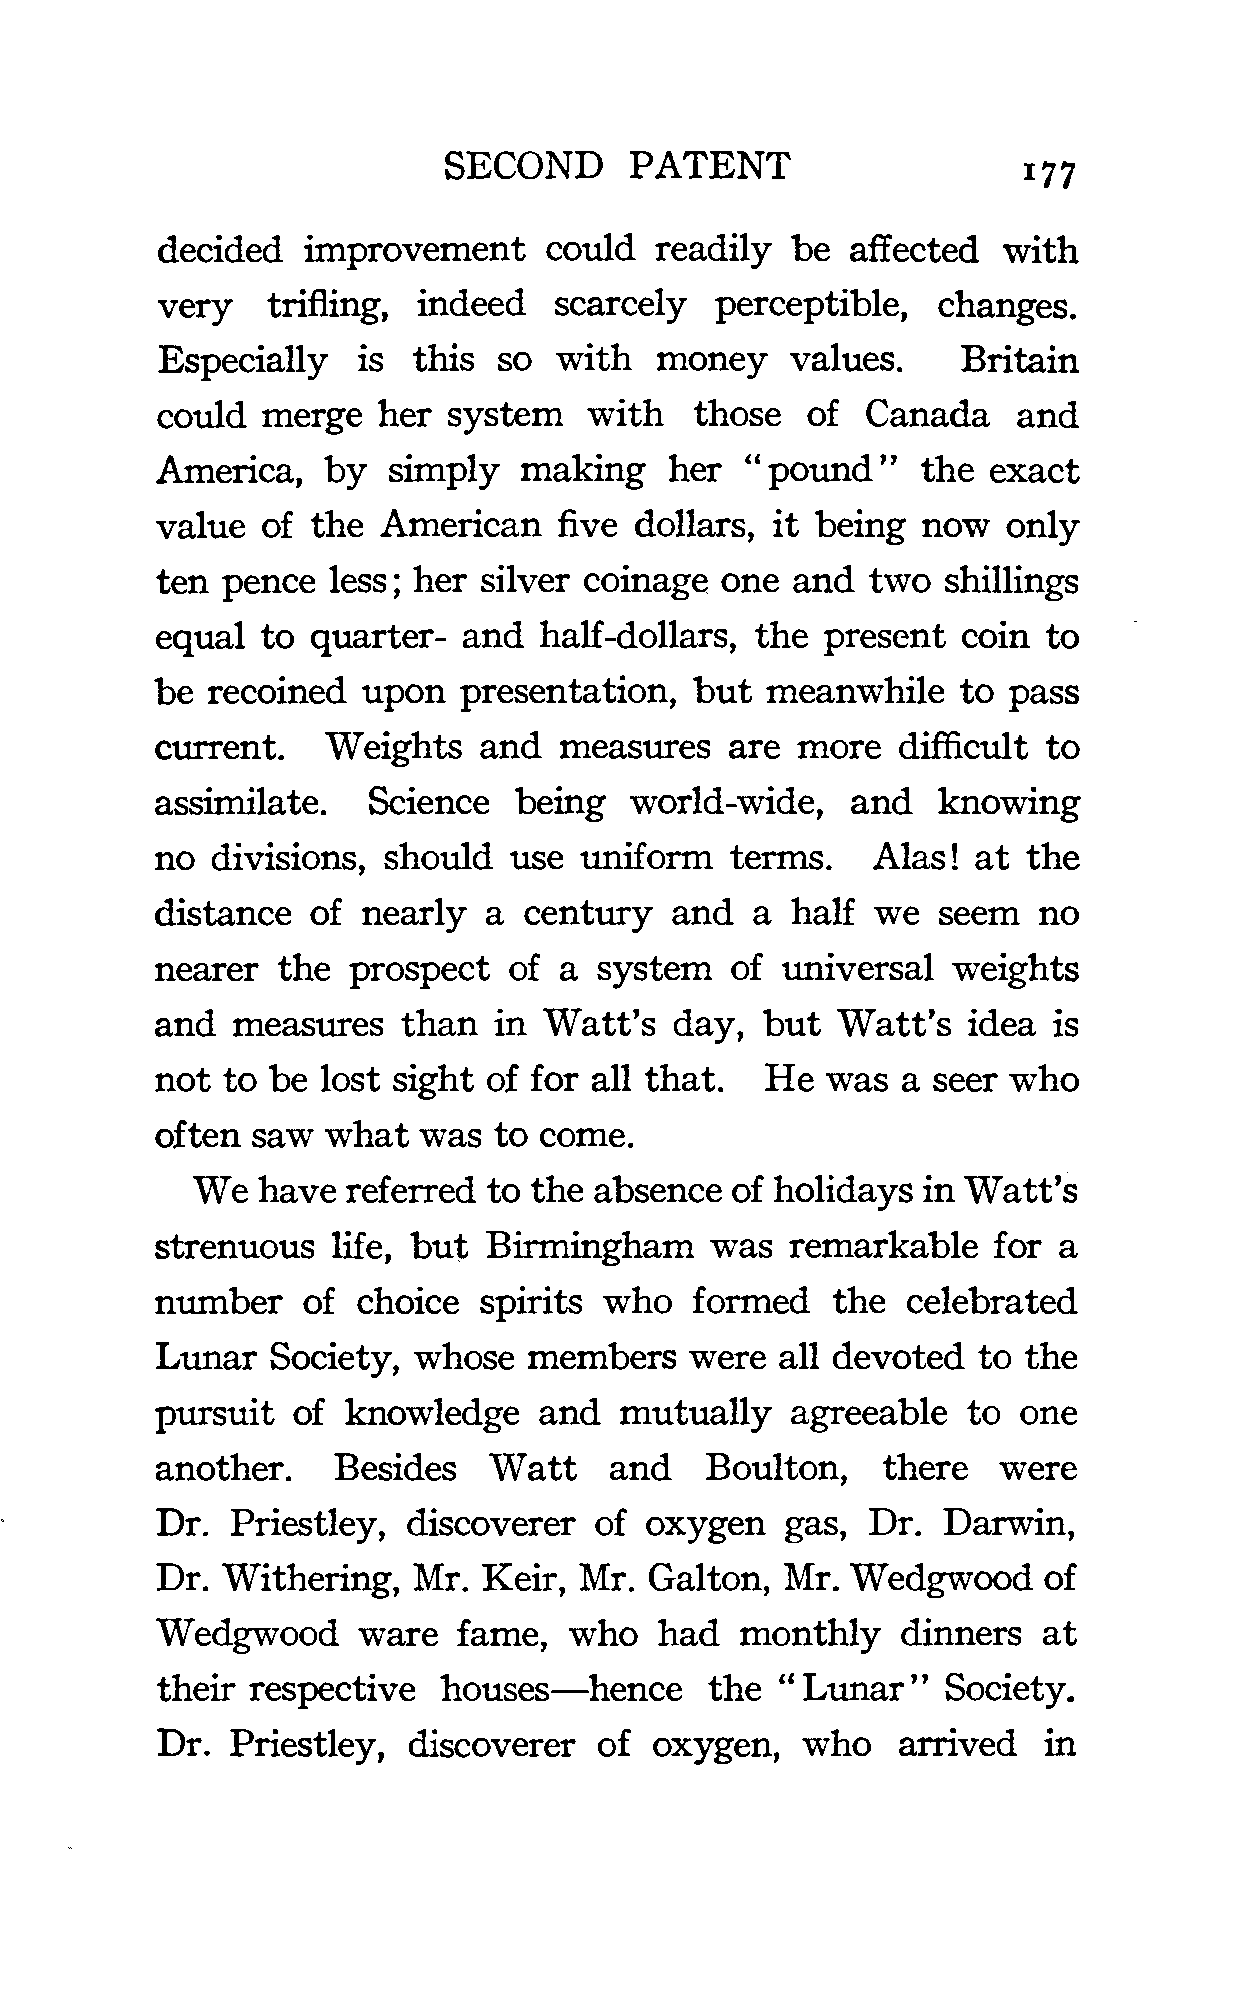 SECOND PATENT 177
decided improvement could readily be affected with
very trifling, indeed scarcely perceptible, changes.
Especially is this so with money values. Britain
could merge her system with those of Canada and
America, by simply making her "pound" the exact
value of the American five dollars, it being now only
ten pence less; her silver coinage one and two shillings
equal to quarter- and half-dollars, the present coin to
be recoined upon presentation, but meanwhile to pass
current. Weights and measures are more difficult to
assimilate. Science being world-wide, and knowing
no divisions, should use uniform terms. Alas! at the
distance of nearly a century and a half we seem no
nearer the prospect of a system of universal weights
and measures than in Watt's day, but Watt's idea is
not to be lost sight of for all that. He was a seer who
often saw what was to come.
We have referred to the absence of holidays in Watt's
strenuous life, but Birmingham was remarkable for a
number of choice spirits who formed the celebrated
Lunar Society, whose members were all devoted to the
pursuit of knowledge and mutually agreeable to one
another. Besides Watt and Boulton, there were
Dr. Priestley, discoverer of oxygen gas, Dr. Darwin,
Dr. Withering, Mr. Keir, Mr. Galton, Mr. Wedgwood of
Wedgwood ware fame, who had monthly dinners at
their respective houses—hence the "Lunar" Society.
Dr. Priestley, discoverer of oxygen, who arrived in